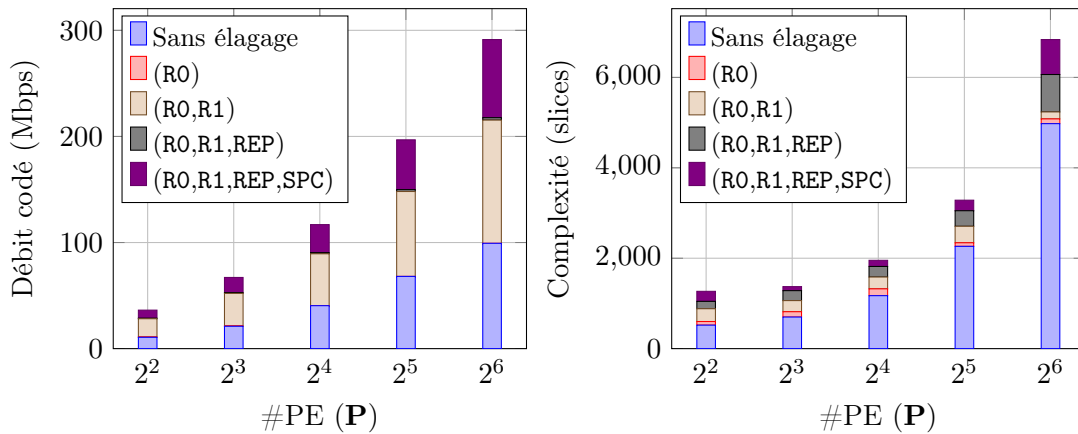 Débit codé (Mbps)
300
200
100
0
Sans élagage
(R0)
(R0,R1)
(R0,R1,REP)
(R0,R1,REP,SPC)
2^2 2^3 2^4 2^5 2^6
#PE (P)
Complexité (slices)
6,000
4,000
2,000
0
Sans élagage
(R0)
(R0,R1)
(R0,R1,REP)
(R0,R1,REP,SPC)
2^2 2^3 2^4 2^5 2^6
#PE (P)